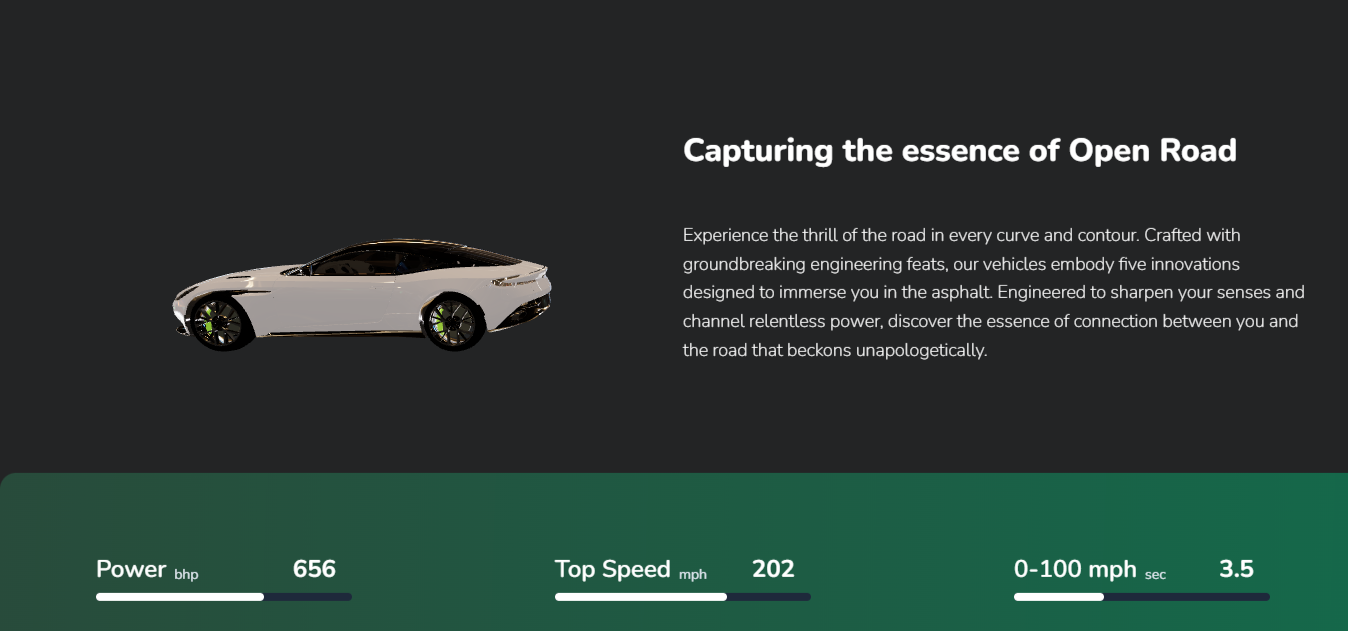 Capturing the essence of Open Road
Experience the thrill of the road in every curve and contour. Crafted with
groundbreaking engineering feats, our vehicles embody five innovations
designed to immerse you in the asphalt. Engineered to sharpen your senses and
channel relentless power, discover the essence of connection between you and
the road that beckons unapologetically.
Power bhp 656
Top Speed mph 202
0-100 mph sec 3.5